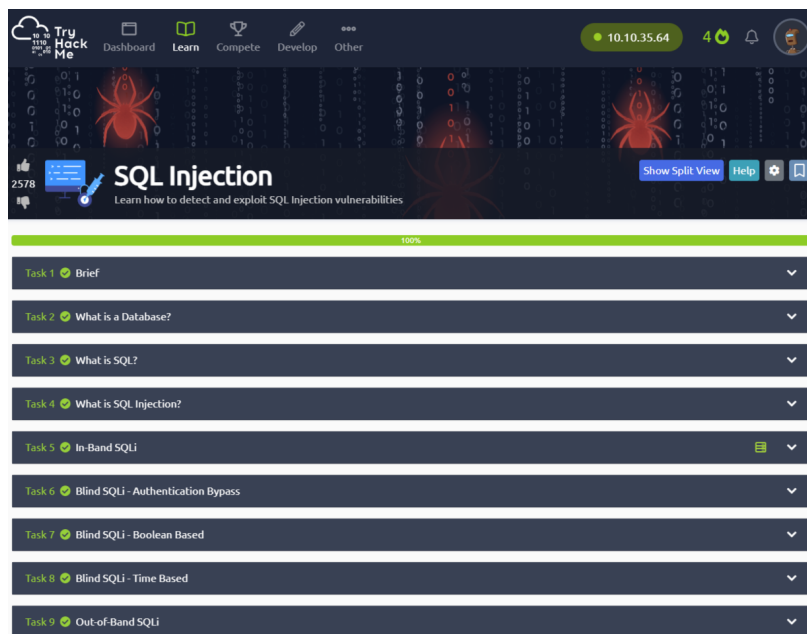 Try
Hack
Me
Dashboard
Learn
Compete
Develop
Other
10.10.35.64
4
2578
SQL Injection
Learn how to detect and exploit SQL Injection vulnerabilities
Show Split View
Help
100%
Task 1 Brief
Task 2 What is a Database?
Task 3 What is SQL?
Task 4 What is SQL Injection?
Task 5 In-Band SQLi
Task 6 Blind SQLi - Authentication Bypass
Task 7 Blind SQLi - Boolean Based
Task 8 Blind SQLi - Time Based
Task 9 Out-of-Band SQLi